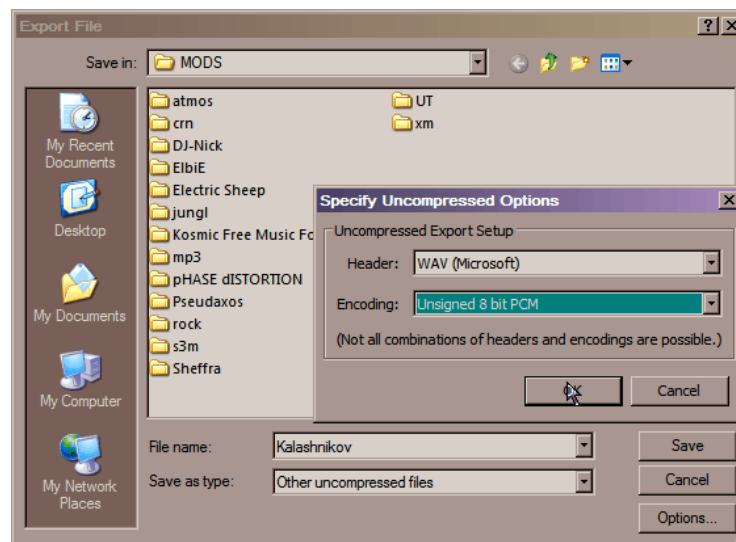 Export File
Save in: MODS
My Recent
Documents
Desktop
My Documents
My Computer
My Network
Places
atmos
crn
DJ-Nick
ElbiE
Electric Sheep
jungl
Kosmic Free Music Fo
mp3
pHASE dISTORTION
Pseudaxos
rock
s3m
Sheffra
UT
xm
Specify Uncompressed Options
Uncompressed Export Setup
Header: WAV (Microsoft)
Encoding: Unsigned 8 bit PCM
(Not all combinations of headers and encodings are possible.)
OK Cancel
File name: Kalashnikov Save
Save as type: Other uncompressed files Cancel
Options...